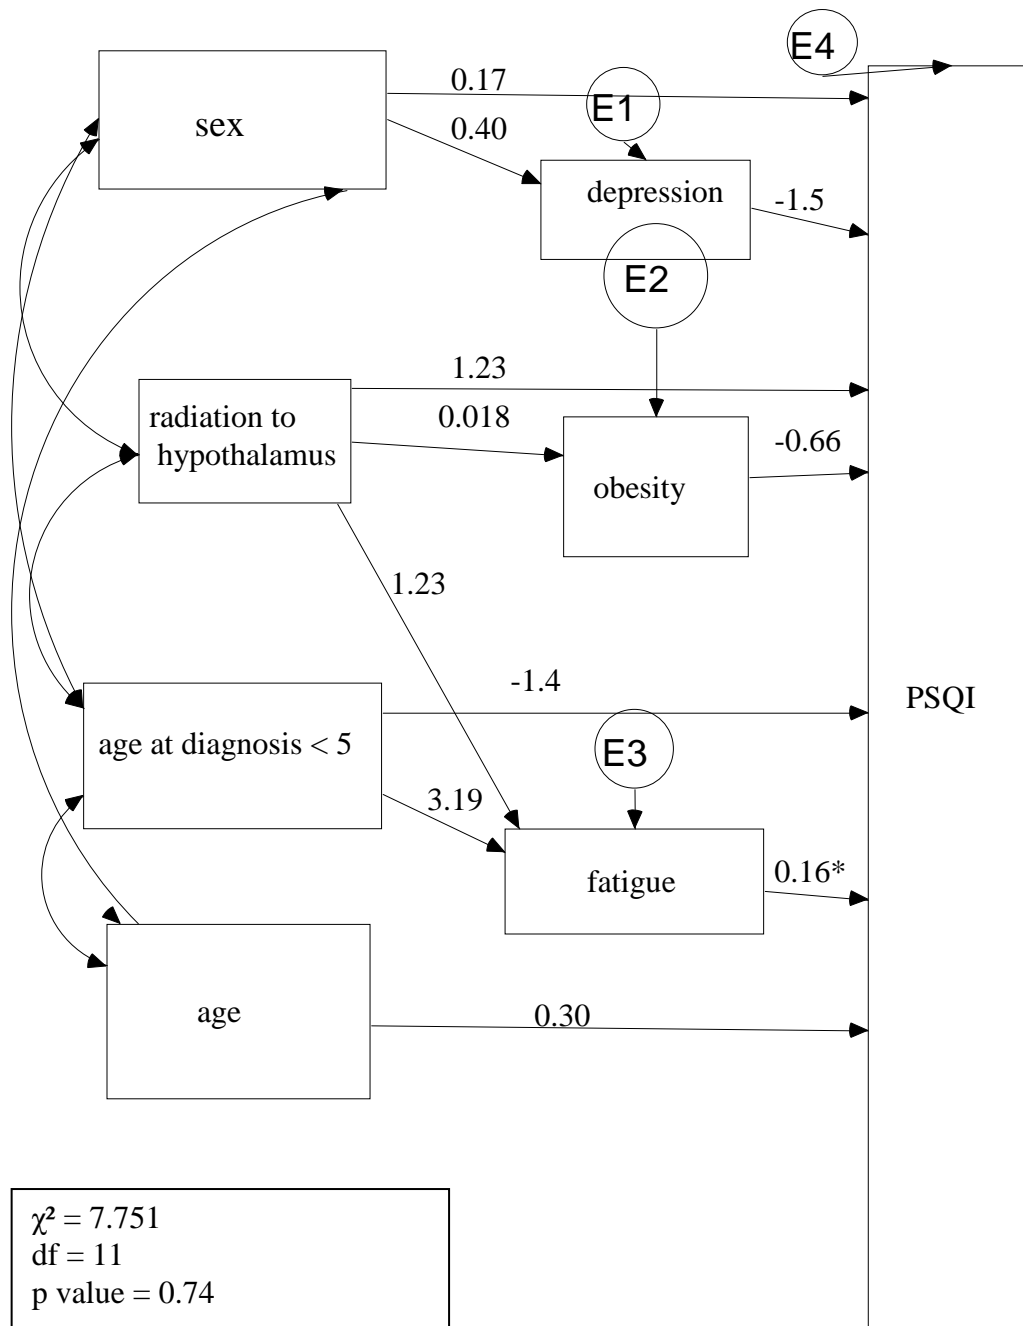 E4
0.17
E1
sex
0.40
depression
-1.5
E2
1.23
radiation to
hypothalamus
0.018
-0.66
obesity
1.23
-1.4
PSQI
age at diagnosis < 5
E3
3.19
fatigue
0.16*
age
0.30
χ² = 7.751
df = 11
p value = 0.74